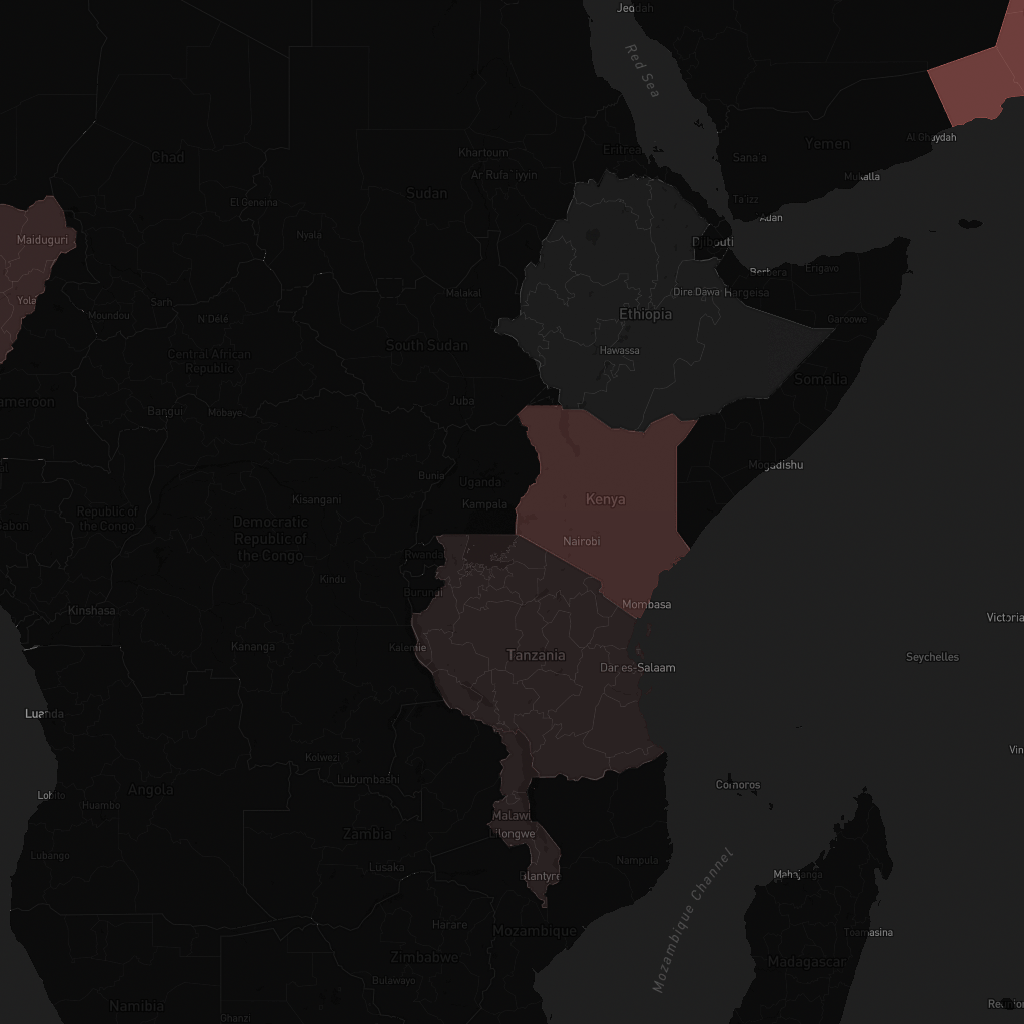 Jeddah
Red Sea
Al Ghaydah
Yemen
Sana'a
Mukalla
Ta'izz
Adan
Eritrea
Khartoum
Ar Rufa'iyyin
Sudan
Chad
El Geneina
Nyala
Maiduguri
Yola
Moundou
Sarh
N'Délé
Malakal
Djibouti
Berbera
Erigavo
Dire Dawa
Hargeisa
Garoowe
Ethiopia
Hawassa
Somalia
South Sudan
Central African
Republic
Juba
Cameroon
Bangui
Mobaye
Mogadishu
Bunia
Uganda
Kampala
Kenya
Nairobi
Kisangani
Republic of
the Congo
Gabon
Democratic
Republic of
the Congo
Rwanda
Kindu
Burundi
Mombasa
Kinshasa
Victoria
Kananga
Kalemie
Tanzania
Dar es-Salaam
Seychelles
Luanda
Vin
Kolwezi
Lubumbashi
Comoros
Angola
Lobito
Huambo
Malawi
Lilongwe
Zambia
Lubango
Lusaka
Blantyre
Nampula
Mozambique Channel
Mahajanga
Harare
Mozambique
Toamasina
Zimbabwe
Madagascar
Bulawayo
Namibia
Ghanzi
Reunion